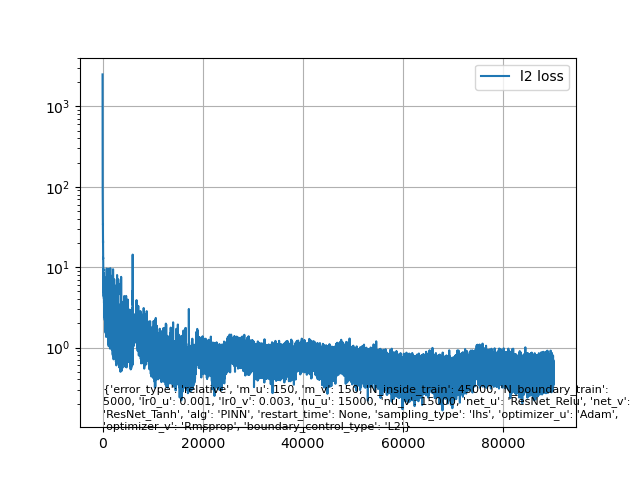 l2 loss
10³
10²
10¹
10⁰
{'error_type': 'relative', 'm_u': 150, 'm_v': 150, 'N_inside_train': 45000, 'N_boundary_train':
5000, 'lr0_u': 0.001, 'lr0_v': 0.003, 'nu_u': 15000, 'nu_v': 15000, 'net_u': 'ResNet_Relu', 'net_v':
'ResNet_Tanh', 'alg': 'PINN', 'restart_time': None, 'sampling_type': 'lhs', 'optimizer_u': 'Adam',
'optimizer_v': 'Rmsprop', 'boundary_control_type': 'L2'}
0 20000 40000 60000 80000